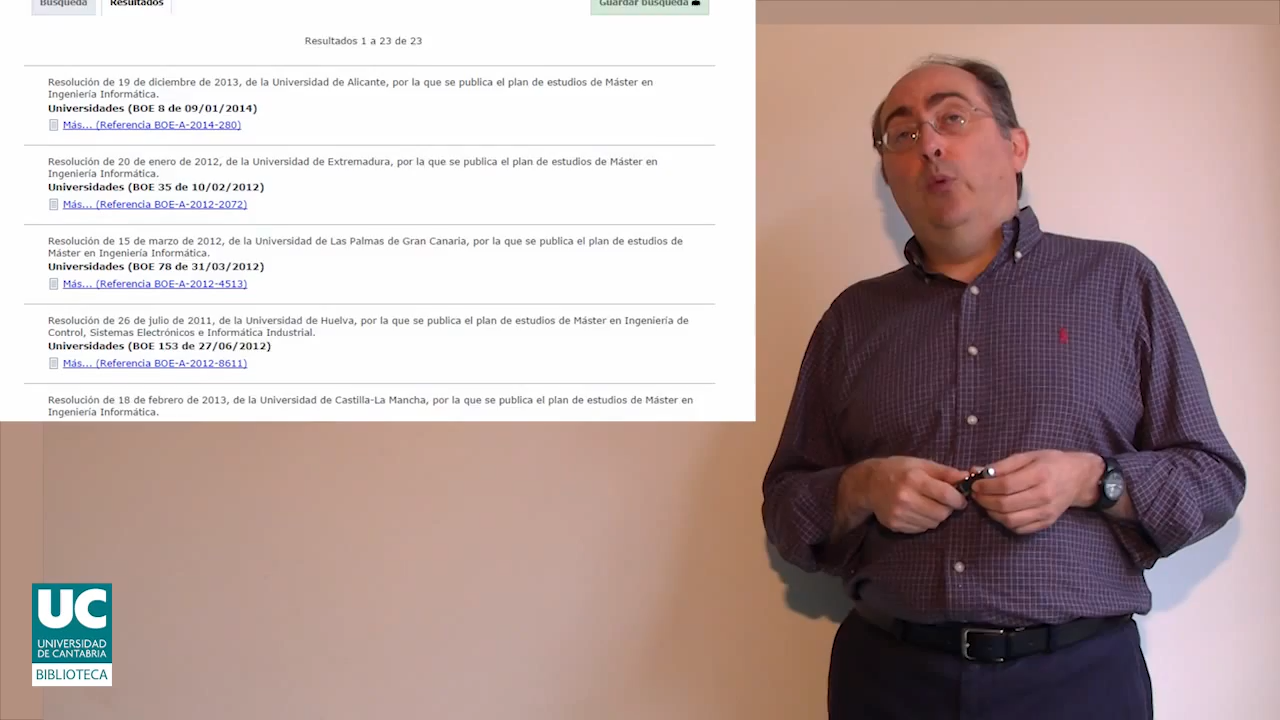 Búsqueda Resultados Guardar búsqueda
Resultados 1 a 23 de 23
Resolución de 19 de diciembre de 2013, de la Universidad de Alicante, por la que se publica el plan de estudios de Máster en
Ingeniería Informática.
Universidades (BOE 8 de 09/01/2014)
Más... (Referencia BOE-A-2014-280)
Resolución de 20 de enero de 2012, de la Universidad de Extremadura, por la que se publica el plan de estudios de Máster en
Ingeniería Informática.
Universidades (BOE 35 de 10/02/2012)
Más... (Referencia BOE-A-2012-2072)
Resolución de 15 de marzo de 2012, de la Universidad de Las Palmas de Gran Canaria, por la que se publica el plan de estudios de
Máster en Ingeniería Informática.
Universidades (BOE 78 de 31/03/2012)
Más... (Referencia BOE-A-2012-4513)
Resolución de 26 de julio de 2011, de la Universidad de Huelva, por la que se publica el plan de estudios de Máster en Ingeniería de
Control, Sistemas Electrónicos e Informática Industrial.
Universidades (BOE 153 de 27/06/2012)
Más... (Referencia BOE-A-2012-8611)
Resolución de 18 de febrero de 2013, de la Universidad de Castilla-La Mancha, por la que se publica el plan de estudios de Máster en
Ingeniería Informática.
UC
UNIVERSIDAD
DE CANTABRIA
BIBLIOTECA